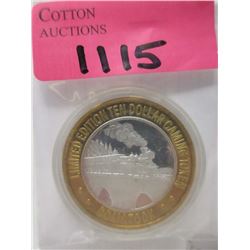 COTTON
AUCTIONS
1115
LIMITED EDITION TEN DOLLAR GAMING TOKEN